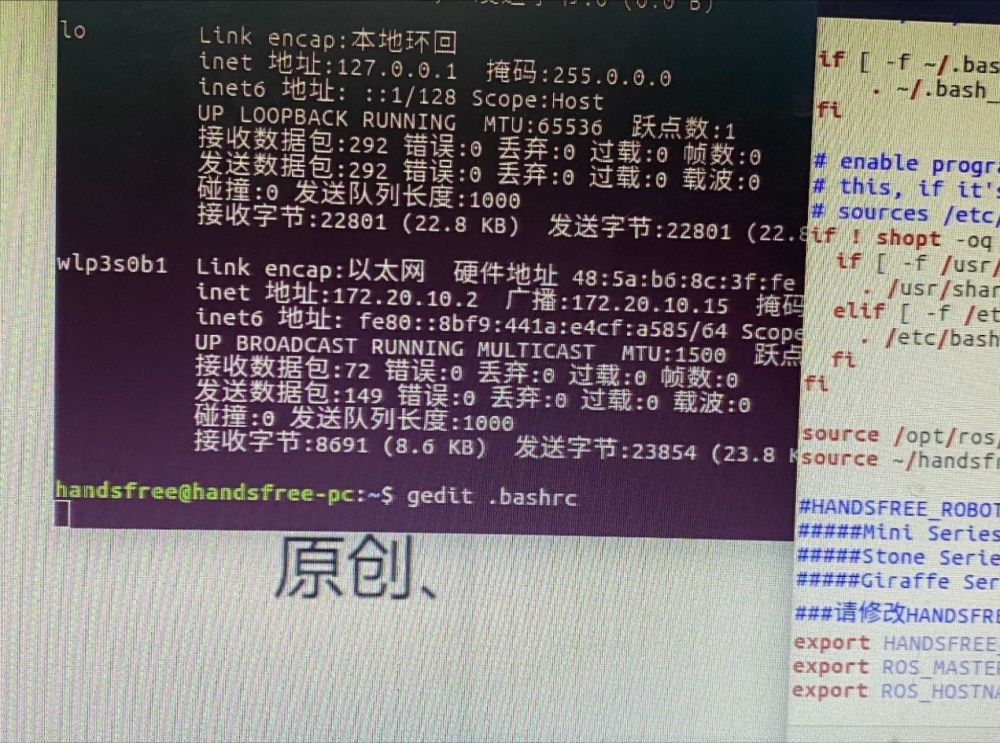 lo
Link encap:本地环回
inet 地址:127.0.0.1 掩码:255.0.0.0
inet6 地址: ::1/128 Scope:Host
UP LOOPBACK RUNNING MTU:65536 跃点数:1
接收数据包:292 错误:0 丢弃:0 过载:0 帧数:0
发送数据包:292 错误:0 丢弃:0 过载:0 载波:0
碰撞:0 发送队列长度:1000
接收字节:22801 (22.8 KB) 发送字节:22801 (22.8
wlp3s0b1 Link encap:以太网 硬件地址 48:5a:b6:8c:3f:fe
inet 地址:172.20.10.2 广播:172.20.10.15 掩码
inet6 地址: fe80::8bf9:441a:e4cf:a585/64 Scope
UP BROADCAST RUNNING MULTICAST MTU:1500 跃点
接收数据包:72 错误:0 丢弃:0 过载:0 帧数:0
发送数据包:149 错误:0 丢弃:0 过载:0 载波:0
碰撞:0 发送队列长度:1000
接收字节:8691 (8.6 KB) 发送字节:23854 (23.8 K
handsfree@handsfree-pc:~$ gedit .bashrc
原创、
if [ -f ~/.bas
. ~/.bash_
fi
# enable progra
# this, if it's
# sources /etc/
if ! shopt -oq
if [ -f /usr/
. /usr/shar
elif [ -f /et
. /etc/bash
fi
fi
source /opt/ros/
source ~/handsfr
#HANDSFREE_ROBOT
#####Mini Series
#####Stone Serie
#####Giraffe Ser
###请修改HANDSFRE
export HANDSFREE_
export ROS_MASTER
export ROS_HOSTNA